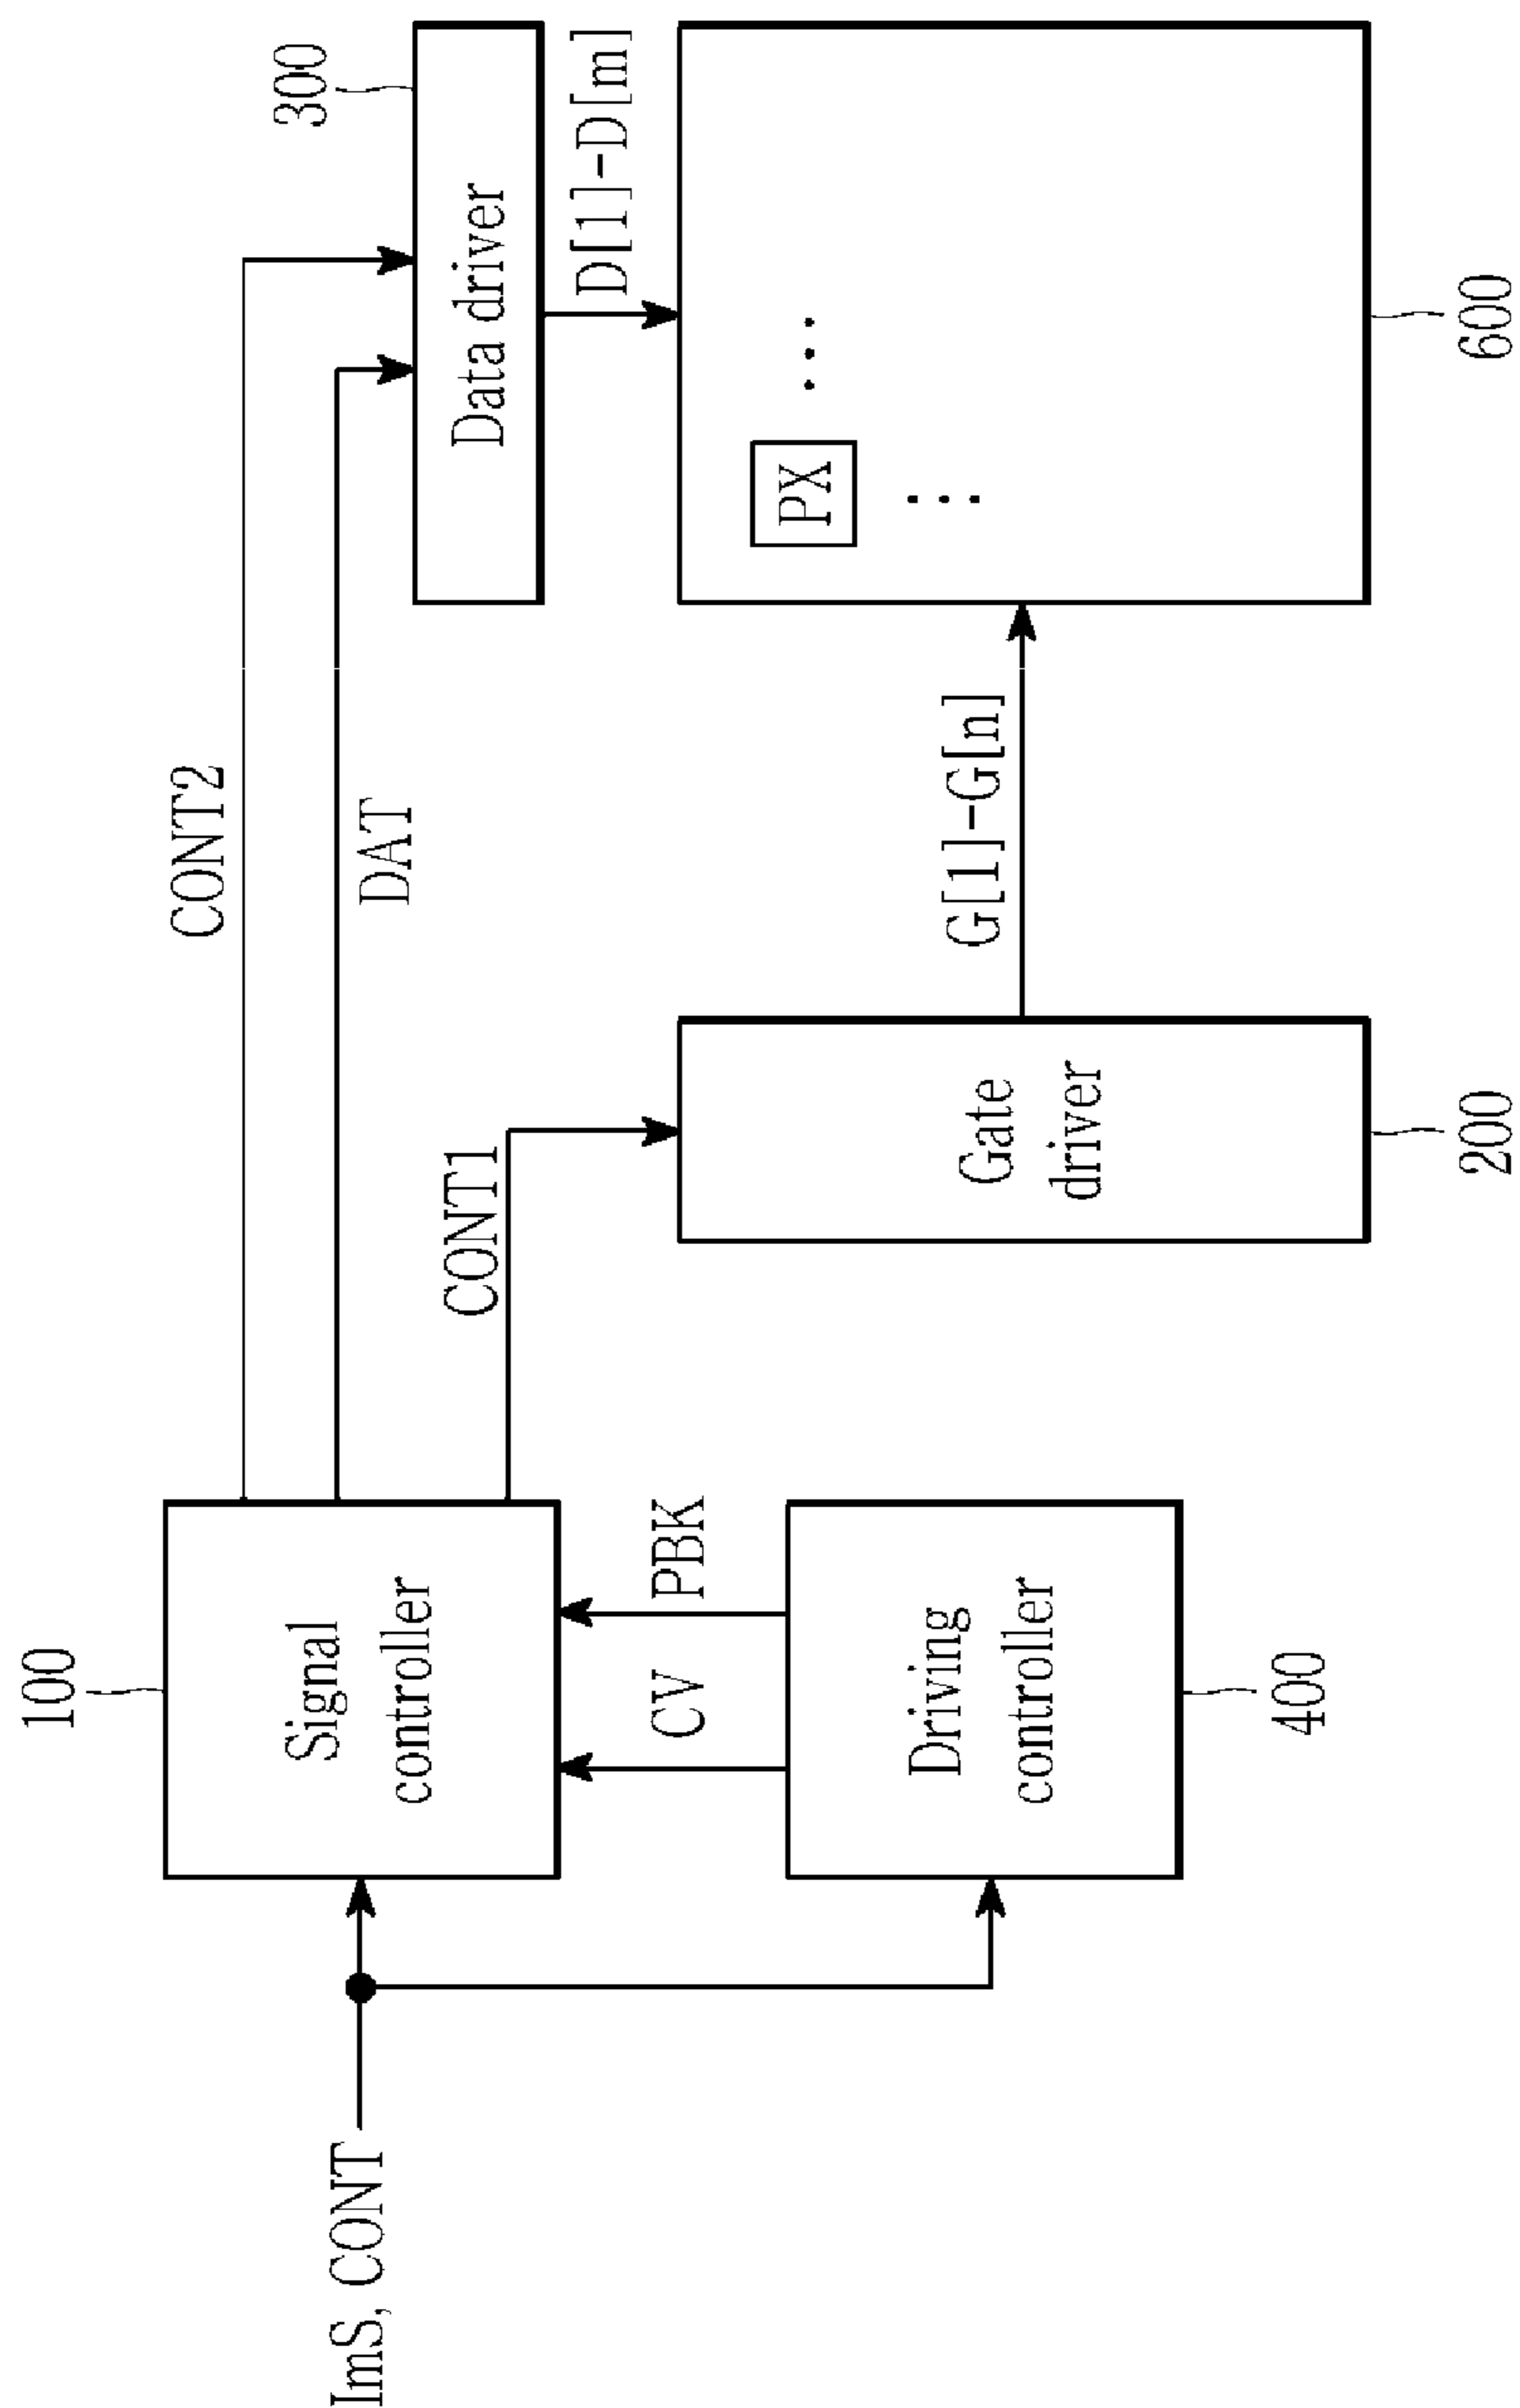 100
300
CONT2
DAT
ImS, CONT
Signal
controller
Data driver
CONT1
D[1]-D[m]
CV
PBK
PX
...
Driving
controller
Gate
driver
G[1]-G[n]
400
200
600